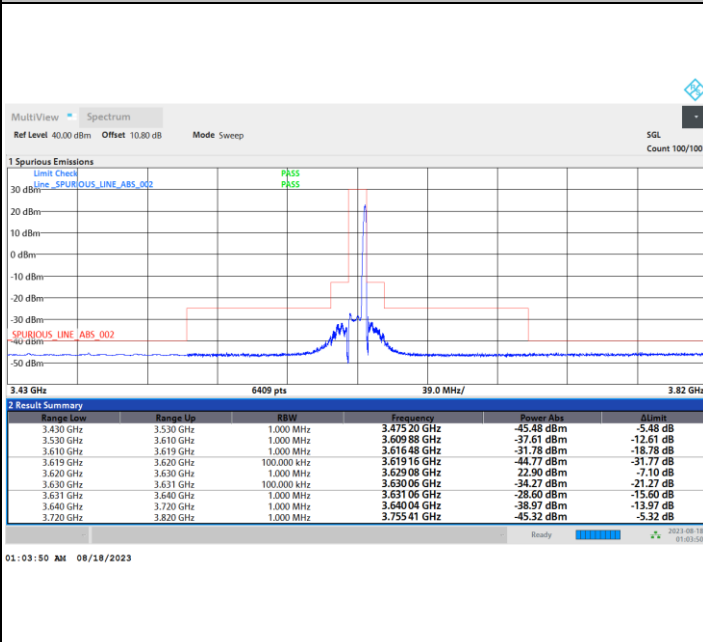 MultiView Spectrum
Ref Level 40.00 dBm Offset 10.80 dB Mode Sweep SGL
Count 100/100
1 Spurious Emissions
Limit Check PASS
Line _SPURIOUS_LINE_ABS_002 PASS
30 dBm
20 dBm
10 dBm
0 dBm
-10 dBm
-20 dBm
-30 dBm
_SPURIOUS_LINE_ABS_002
-40 dBm
-50 dBm
3.43 GHz 6409 pts 39.0 MHz/ 3.82 GHz
2 Result Summary
Range Low Range Up RBW Frequency Power Abs ΔLimit
3.430 GHz 3.530 GHz 1.000 MHz 3.475 20 GHz -45.48 dBm -5.48 dB
3.530 GHz 3.610 GHz 1.000 MHz 3.609 88 GHz -37.61 dBm -12.61 dB
3.610 GHz 3.619 GHz 1.000 MHz 3.616 48 GHz -31.78 dBm -18.78 dB
3.619 GHz 3.620 GHz 100.000 kHz 3.619 16 GHz -44.77 dBm -31.77 dB
3.620 GHz 3.630 GHz 1.000 MHz 3.629 08 GHz 22.90 dBm -7.10 dB
3.630 GHz 3.631 GHz 100.000 kHz 3.630 06 GHz -34.27 dBm -21.27 dB
3.631 GHz 3.640 GHz 1.000 MHz 3.631 06 GHz -28.60 dBm -15.60 dB
3.640 GHz 3.720 GHz 1.000 MHz 3.640 04 GHz -38.97 dBm -13.97 dB
3.720 GHz 3.820 GHz 1.000 MHz 3.755 41 GHz -45.32 dBm -5.32 dB
Ready 2023-08-18
01:03:50
01:03:50 AM 08/18/2023